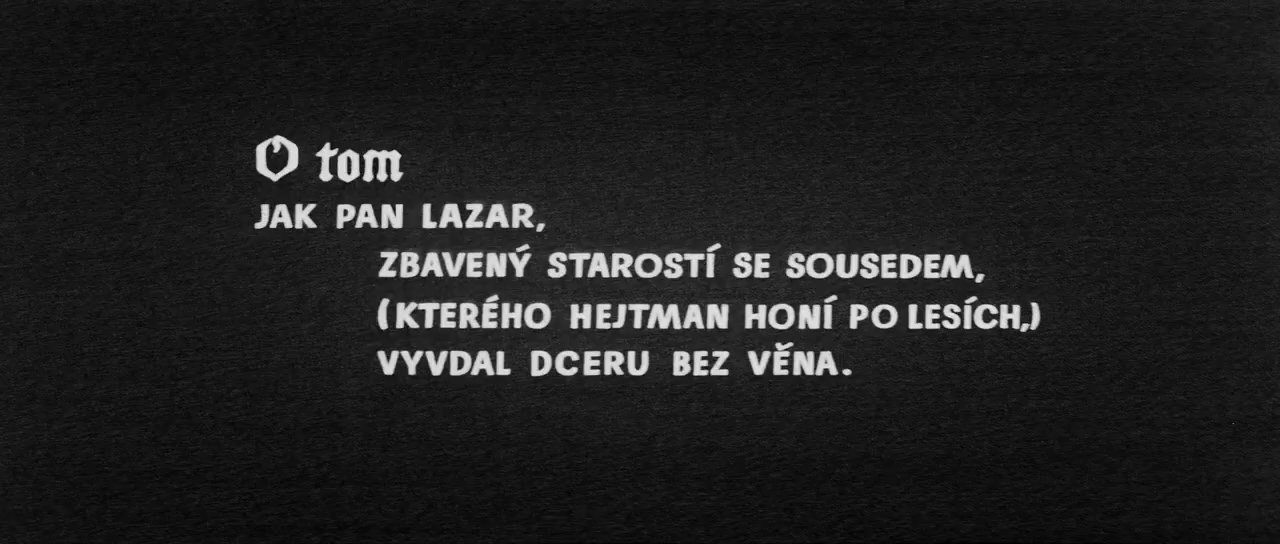 O tom
JAK PAN LAZAR,
ZBAVENÝ STAROSTÍ SE SOUSEDEM,
(KTERÉHO HEJTMAN HONÍ PO LESÍCH,)
VYVDAL DCERU BEZ VĚNA.